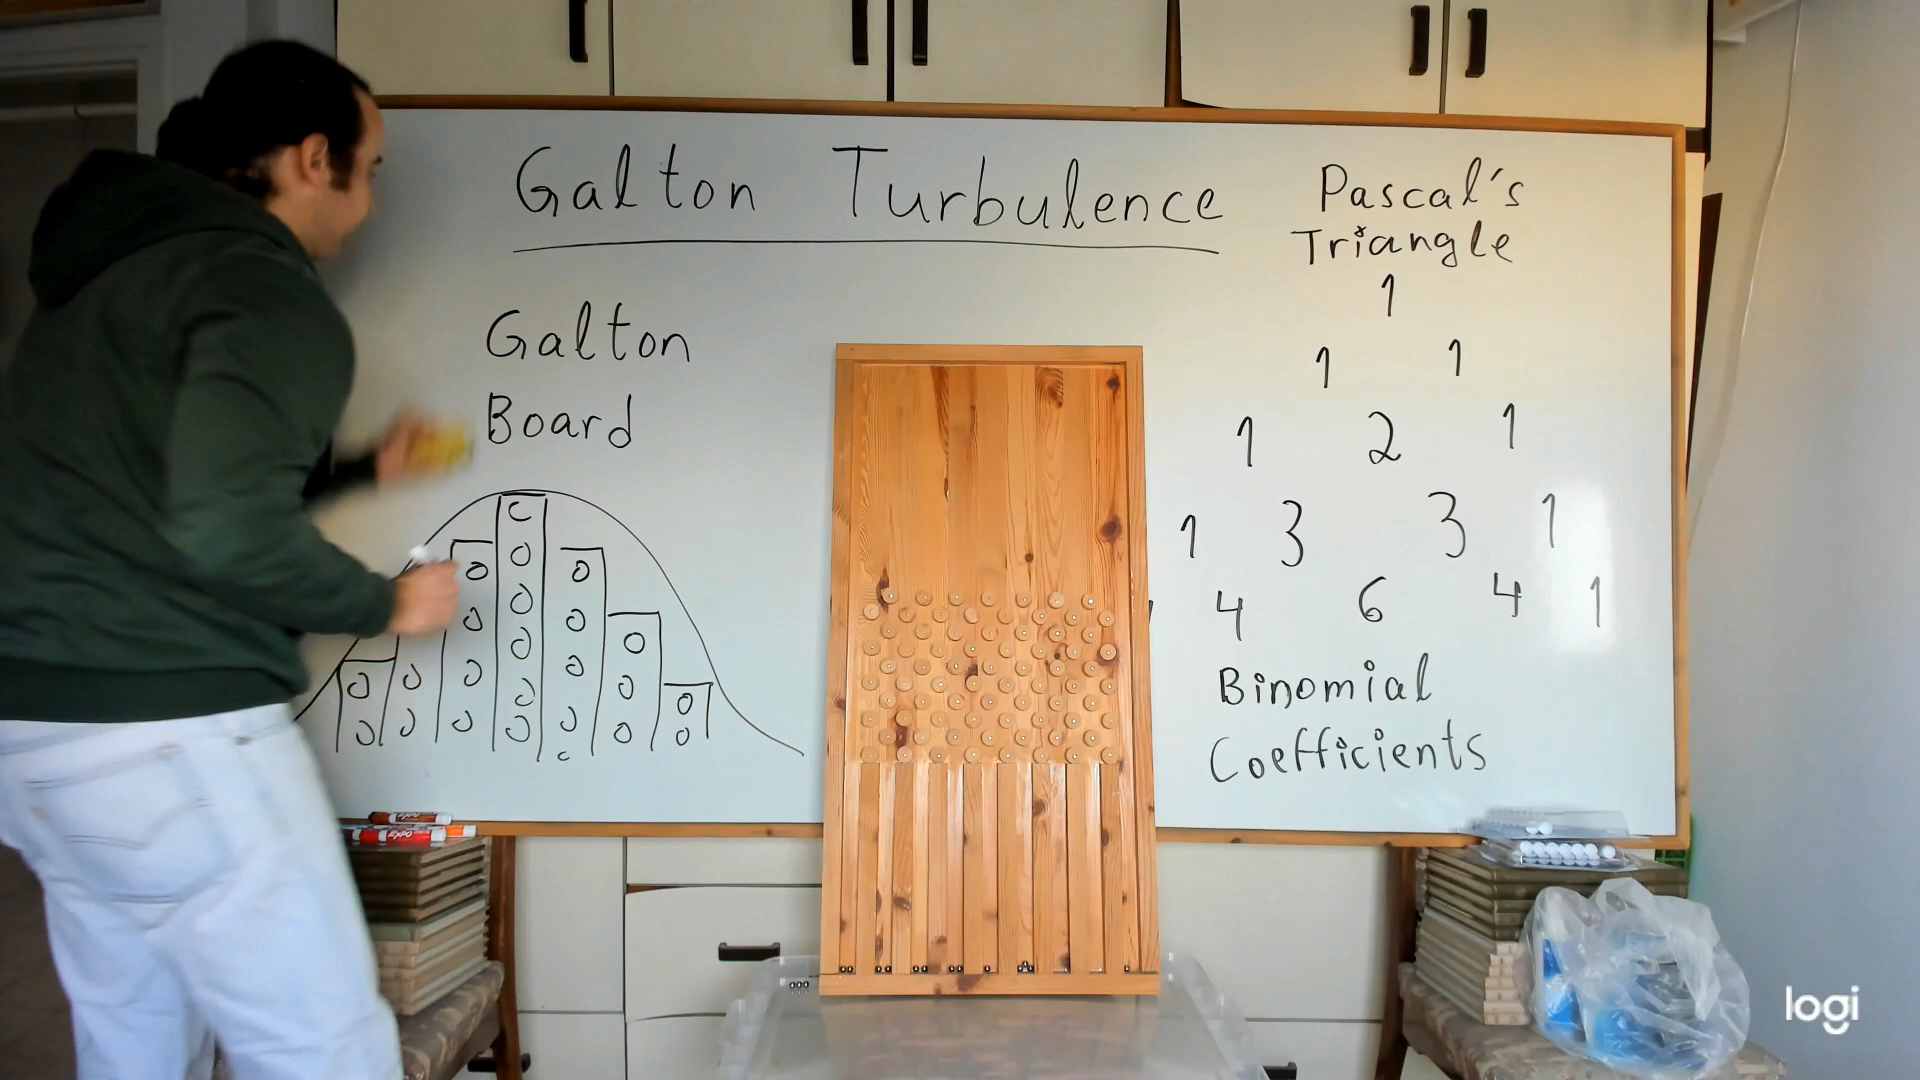 Galton Turbulence
Galton
Board
Pascal's
Triangle
1
1 1
1 2 1
1 3 3 1
4 6 4 1
Binomial
Coefficients
EXPO
EXPO
logi